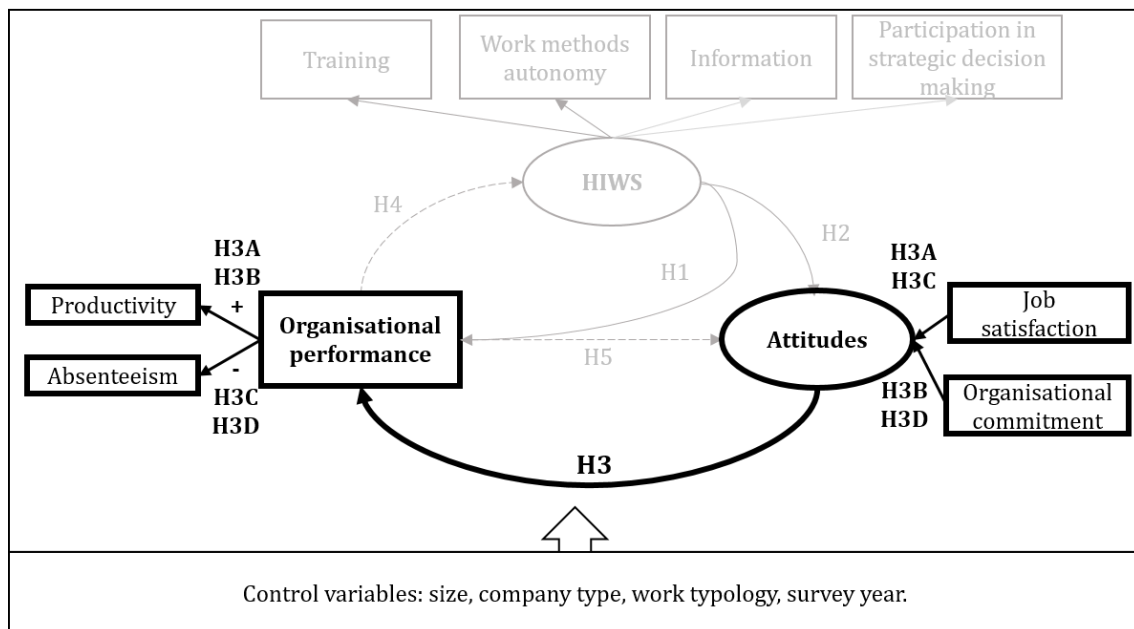 Training
Work methods
autonomy
Information
Participation in
strategic decision
making
HIWS
H4
H2
H1
H3A
H3B
+
Productivity
Absenteeism
-
H3C
H3D
Organisational
performance
H5
Attitudes
H3A
H3C
Job
satisfaction
H3B
H3D
Organisational
commitment
H3
Control variables: size, company type, work typology, survey year.